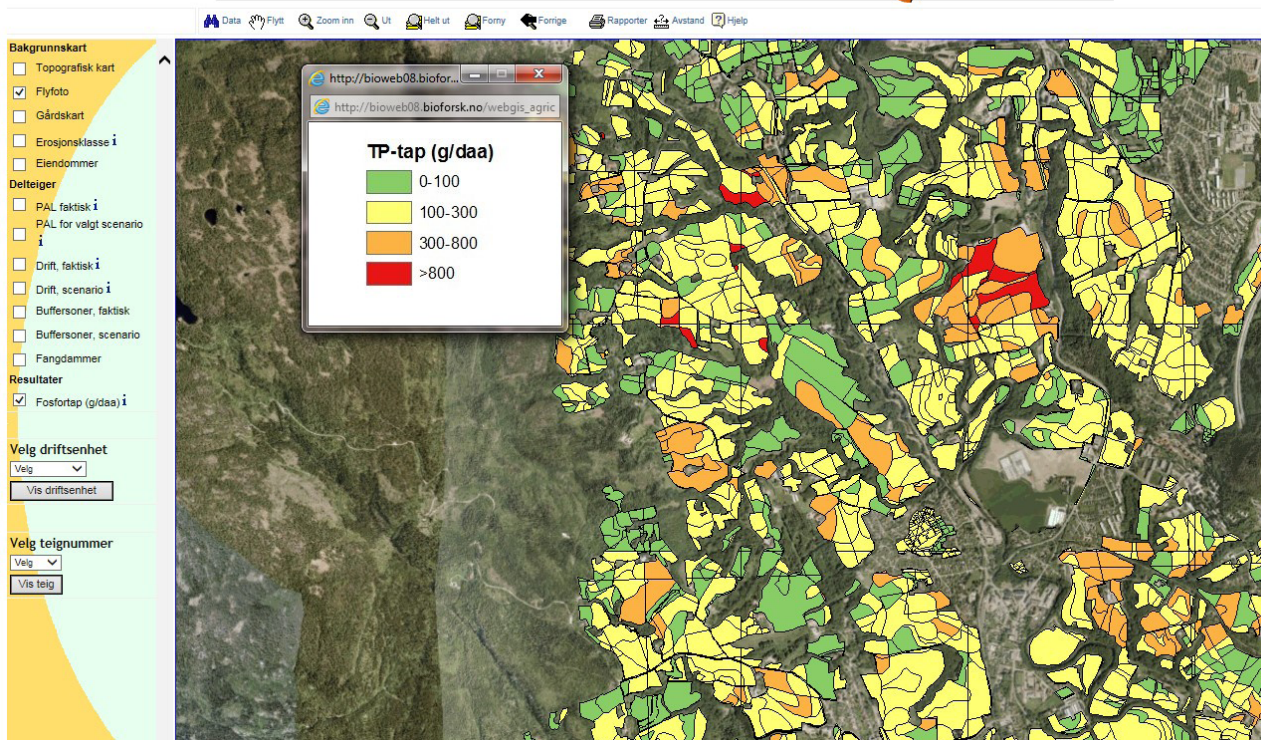 Data Flytt Zoom inn Ut Helt ut Forny Forrige Rapporter Avstand Hjelp
Bakgrunnskart
Topografisk kart
Flyfoto
Gårdskart
Erosjonsklasse i
Eiendommer
Delteiger
PAL faktisk i
PAL for valgt scenario
i
Drift, faktisk i
Drift, scenario i
Buffersoner, faktisk
Buffersoner, scenario
Fangdammer
Resultater
Fosfortap (g/daa) i
Velg driftsenhet
Velg
Vis driftsenhet
Velg teignummer
Velg
Vis teig
http://bioweb08.biofor...
http://bioweb08.bioforsk.no/webgis_agric
TP-tap (g/daa)
0-100
100-300
300-800
>800